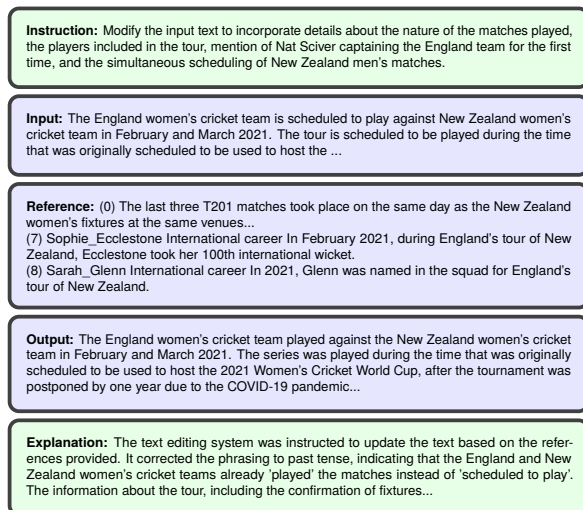 Instruction: Modify the input text to incorporate details about the nature of the matches played,
the players included in the tour, mention of Nat Sciver captaining the England team for the first
time, and the simultaneous scheduling of New Zealand men's matches.
Input: The England women's cricket team is scheduled to play against New Zealand women's
cricket team in February and March 2021. The tour is scheduled to be played during the time
that was originally scheduled to be used to host the ...
Reference: (0) The last three T201 matches took place on the same day as the New Zealand
women's fixtures at the same venues...
(7) Sophie_Ecclestone International career In February 2021, during England's tour of New
Zealand, Ecclestone took her 100th international wicket.
(8) Sarah_Glenn International career In 2021, Glenn was named in the squad for England's
tour of New Zealand.
Output: The England women's cricket team played against the New Zealand women's cricket
team in February and March 2021. The series was played during the time that was originally
scheduled to be used to host the 2021 Women's Cricket World Cup, after the tournament was
postponed by one year due to the COVID-19 pandemic...
Explanation: The text editing system was instructed to update the text based on the refer-
ences provided. It corrected the phrasing to past tense, indicating that the England and New
Zealand women's cricket teams already 'played' the matches instead of 'scheduled to play'.
The information about the tour, including the confirmation of fixtures...